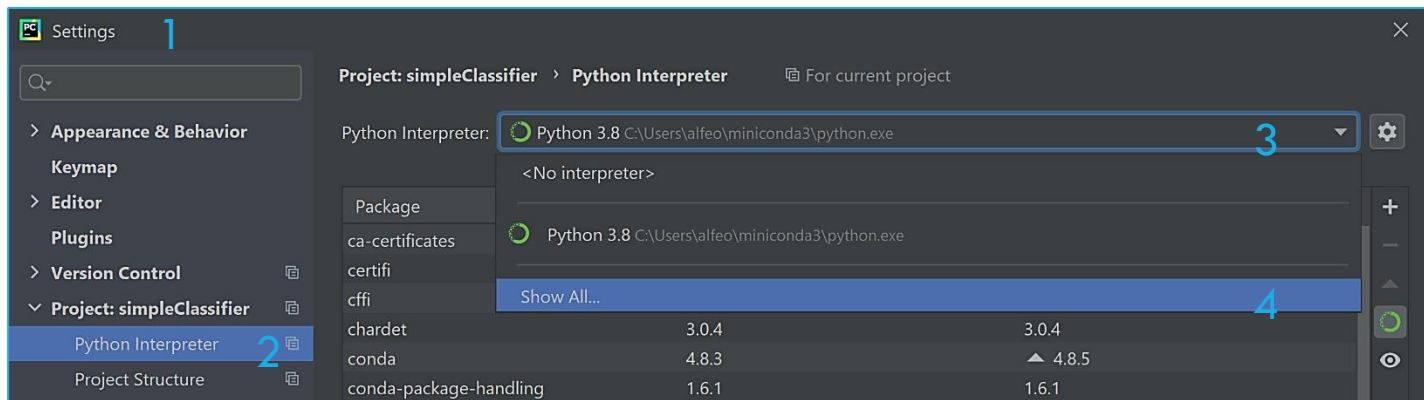 PC Settings 1
Project: simpleClassifier › Python Interpreter For current project
> Appearance & Behavior
Python Interpreter: Python 3.8 C:\Users\alfeo\miniconda3\python.exe 3
Keymap
<No interpreter>
> Editor
Package
Plugins
Python 3.8 C:\Users\alfeo\miniconda3\python.exe
ca-certificates
> Version Control
certifi
Project: simpleClassifier
cffi
Show All... 4
chardet 3.0.4 3.0.4
Python Interpreter 2
conda 4.8.3 4.8.5
Project Structure
conda-package-handling 1.6.1 1.6.1